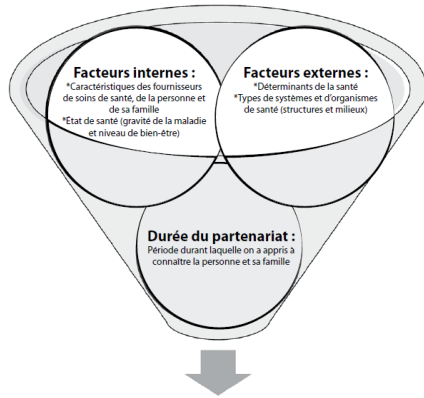 Facteurs internes :
*Caractéristiques des fournisseurs
de soins de santé, de la personne et
de sa famille
*État de santé (gravité de la maladie
et niveau de bien-être)
Facteurs externes :
*Déterminants de la santé
*Types de systèmes et d'organismes
de santé (structures et milieux)
Durée du partenariat :
Période durant laquelle on a appris à
connaître la personne et sa famille